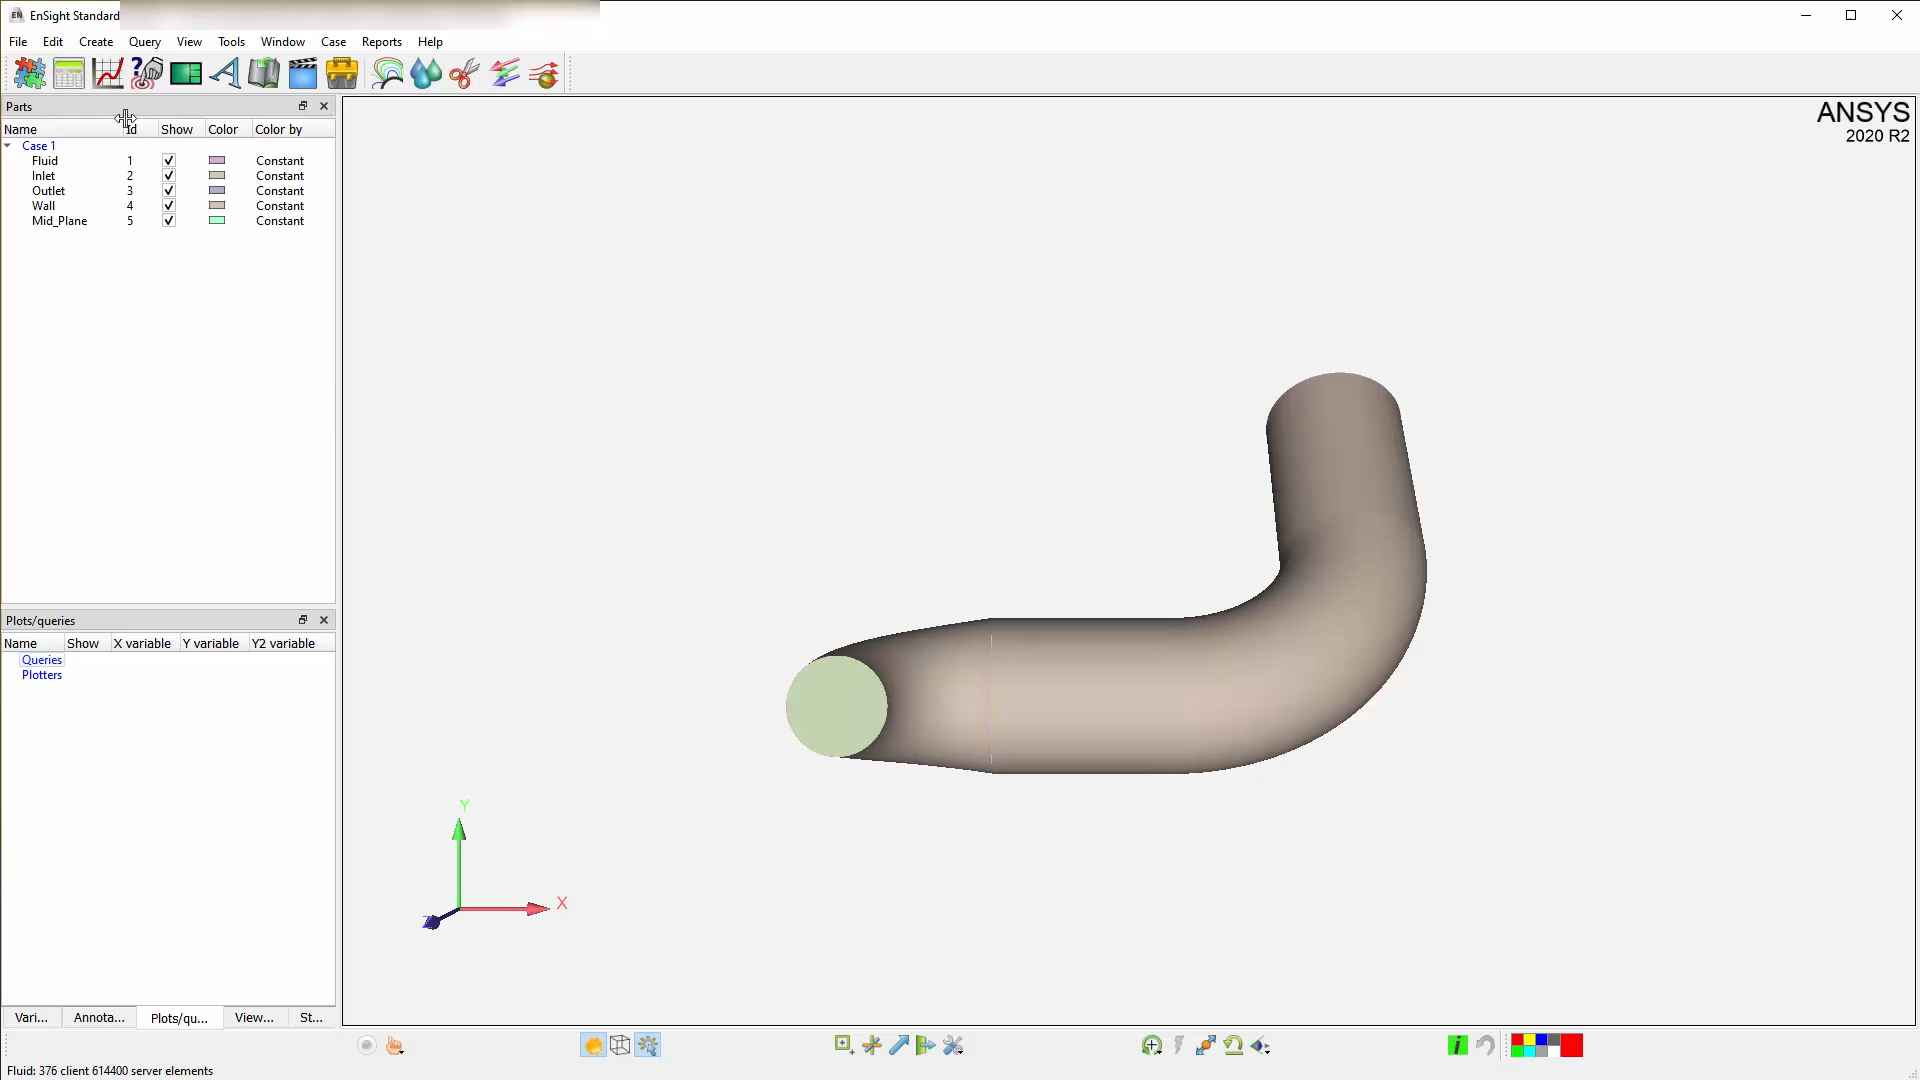 EnSight Standard
File Edit Create Query View Tools Window Case Reports Help
Parts
Name Id Show Color Color by
Case 1
Fluid 1 Constant
Inlet 2 Constant
Outlet 3 Constant
Wall 4 Constant
Mid_Plane 5 Constant
ANSYS
2020 R2
Plots/queries
Name Show X variable Y variable Y2 variable
Queries
Plotters
Y
X
Z
Vari... Annota... Plots/qu... View... St...
Fluid: 376 client 614400 server elements